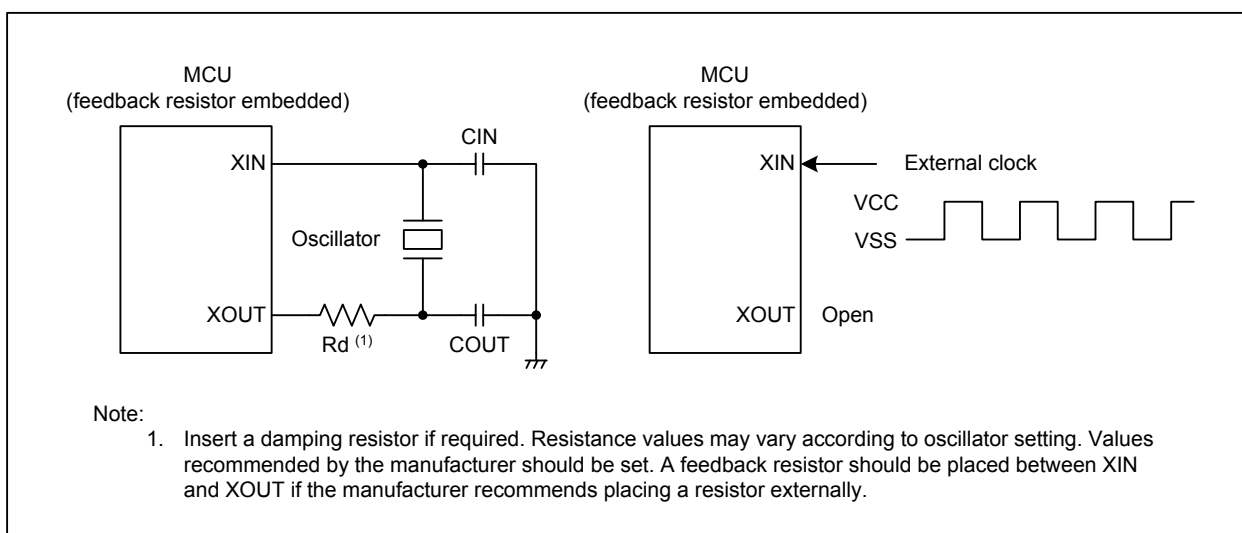 MCU
(feedback resistor embedded)
XIN
CIN
Oscillator
XOUT
Rd (1)
COUT
MCU
(feedback resistor embedded)
XIN
External clock
VCC
VSS
XOUT
Open
Note:
1. Insert a damping resistor if required. Resistance values may vary according to oscillator setting. Values
recommended by the manufacturer should be set. A feedback resistor should be placed between XIN
and XOUT if the manufacturer recommends placing a resistor externally.